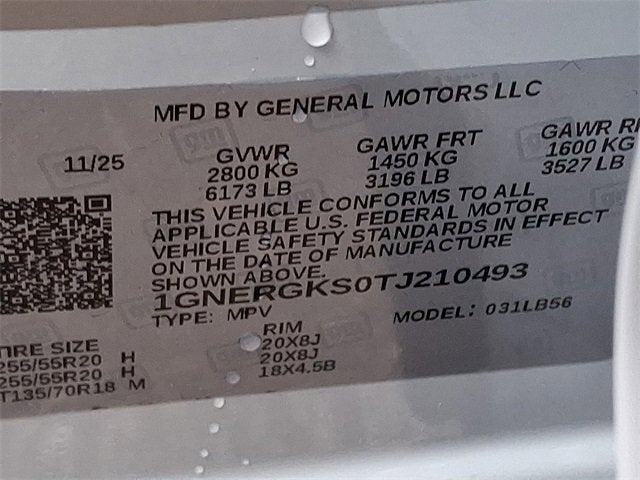 MFD BY GENERAL MOTORS LLC
11/25
GVWR
2800 KG
6173 LB
GAWR FRT
1450 KG
3196 LB
GAWR
1600 KG
3527 LB
THIS VEHICLE CONFORMS TO ALL
APPLICABLE U.S. FEDERAL MOTOR
VEHICLE SAFETY STANDARDS IN EFFECT
ON THE DATE OF MANUFACTURE
SHOWN ABOVE.
1GNERGKS0TJ210493
TYPE: MPV
MODEL: 031LB56
SIZE
255/55R20 H
255/55R20 H
T135/70R18 M
RIM
20X8J
20X8J
18X4.5B